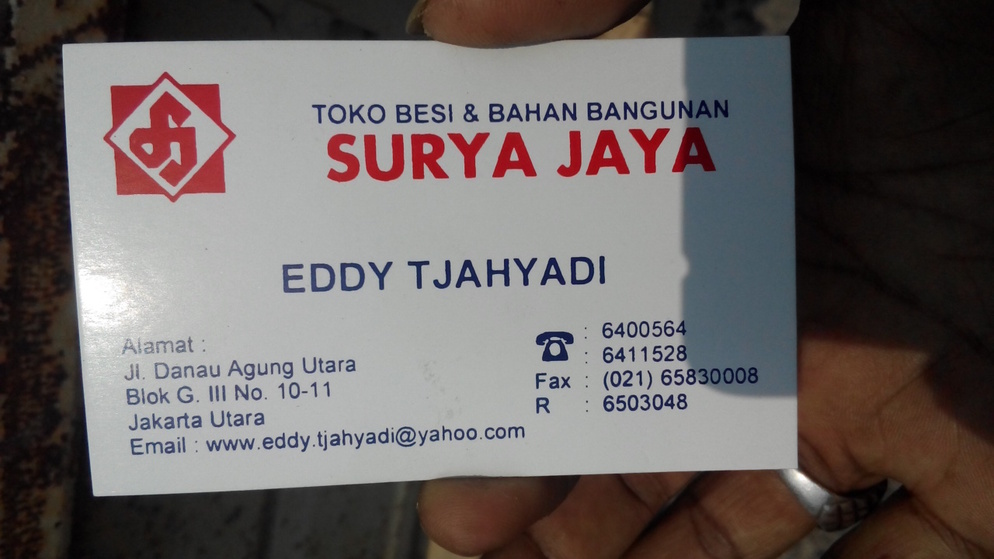 TOKO BESI & BAHAN BANGUNAN
SURYA JAYA
EDDY TJAHYADI
Alamat :
Jl. Danau Agung Utara
Blok G. III No. 10-11
Jakarta Utara
Email : www.eddy.tjahyadi@yahoo.com
: 6400564
: 6411528
Fax : (021) 65830008
R : 6503048